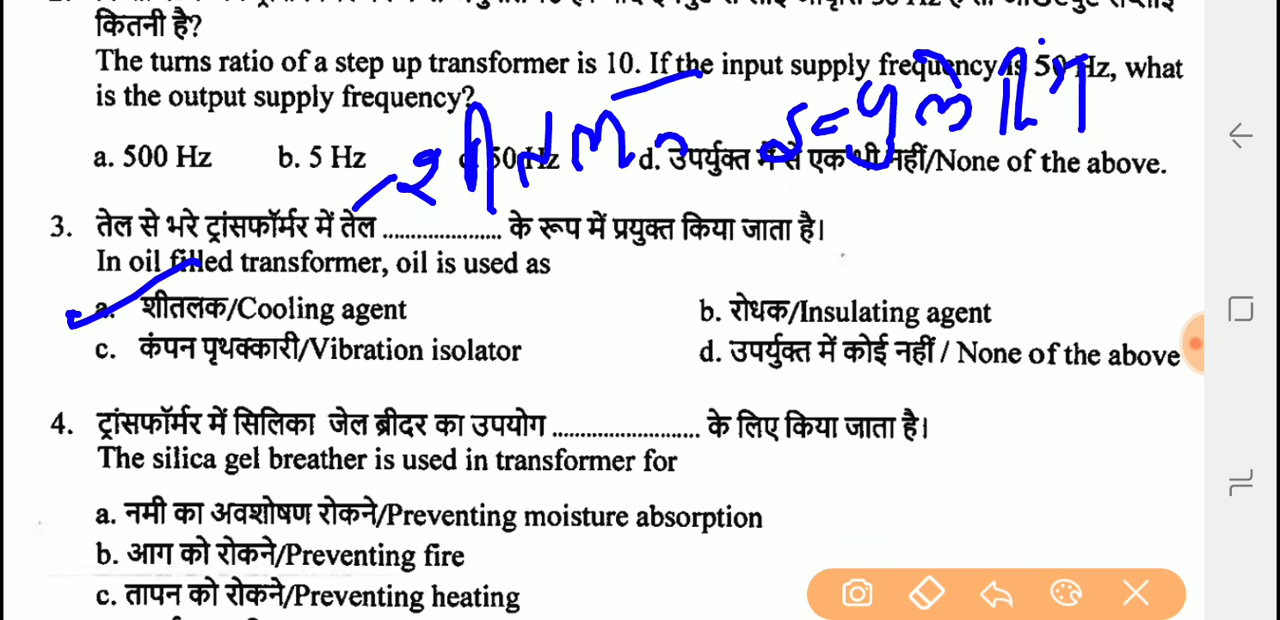 कितनी है?
The turns ratio of a step up transformer is 10. If the input supply frequency is 50 Hz, what
is the output supply frequency?
a. 500 Hz b. 5 Hz c. 50 Hz d. उपर्युक्त में से एक भी नहीं/None of the above.
3. तेल से भरे ट्रांसफॉर्मर में तेल ..................... के रूप में प्रयुक्त किया जाता है।
In oil filled transformer, oil is used as
a. शीतलक/Cooling agent b. रोधक/Insulating agent
c. कंपन पृथक्कारी/Vibration isolator d. उपर्युक्त में कोई नहीं / None of the above
4. ट्रांसफॉर्मर में सिलिका जेल ब्रीदर का उपयोग .......................... के लिए किया जाता है।
The silica gel breather is used in transformer for
a. नमी का अवशोषण रोकने/Preventing moisture absorption
b. आग को रोकने/Preventing fire
c. तापन को रोकने/Preventing heating